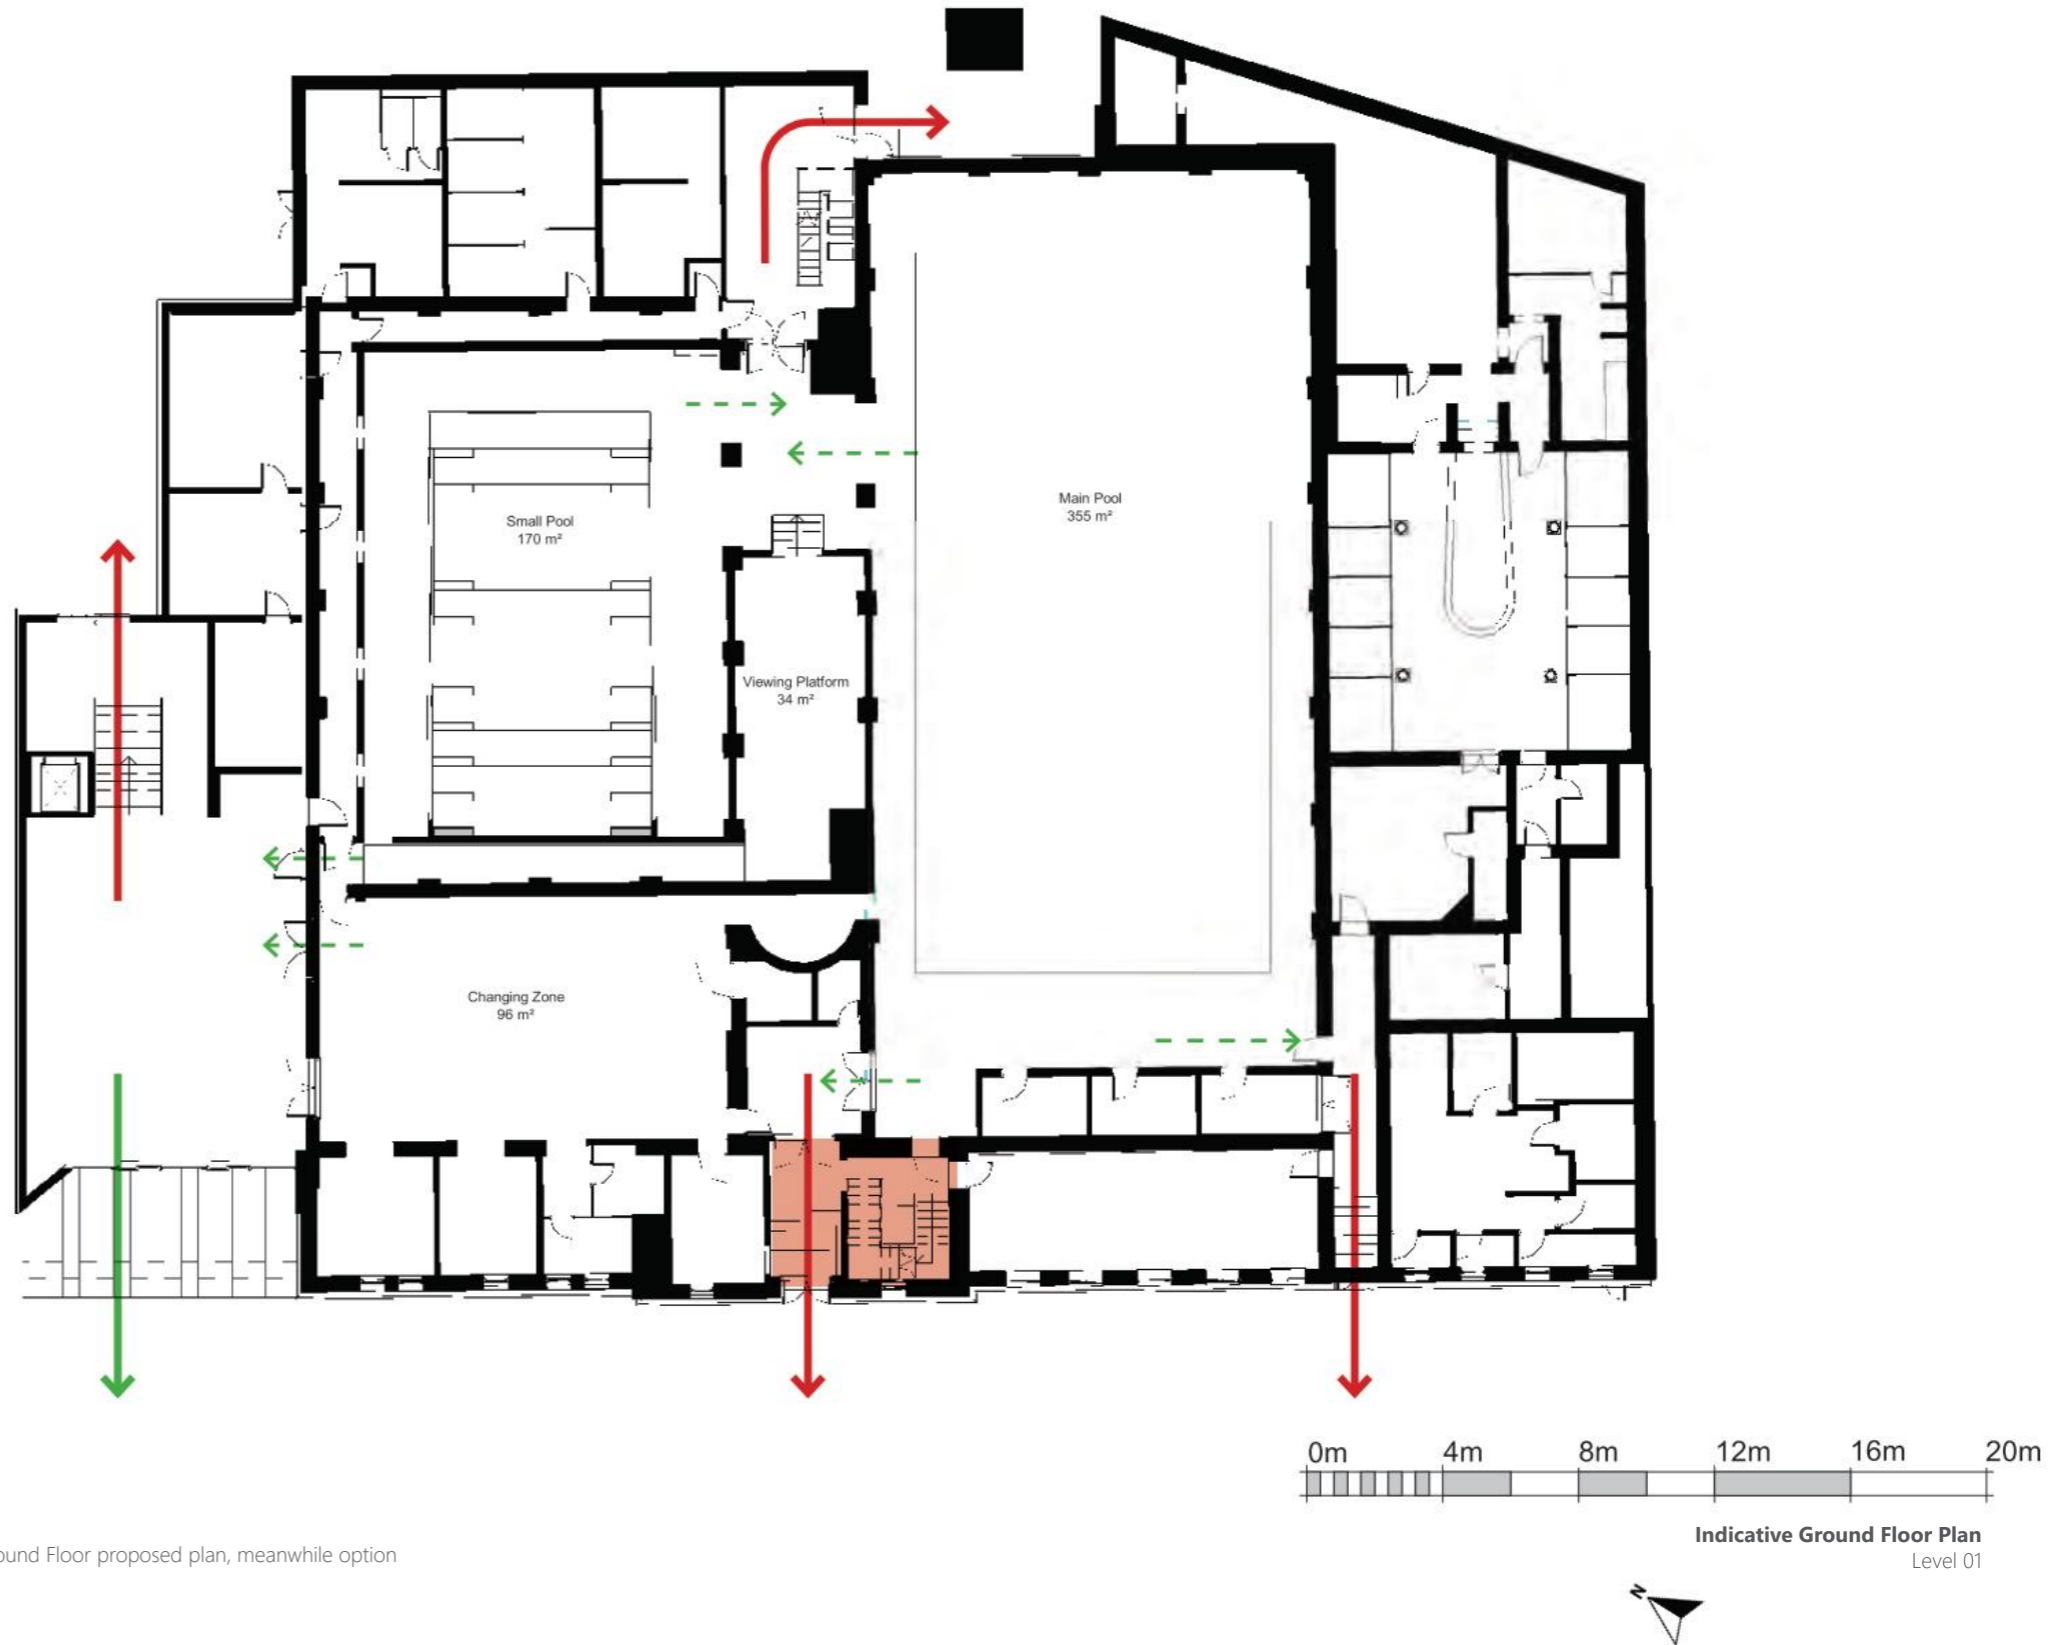 Small Pool
170 m²
Main Pool
355 m²
Viewing Platform
34 m²
Changing Zone
96 m²
0m 4m 8m 12m 16m 20m
Indicative Ground Floor Plan
Level 01
Floor proposed plan, meanwhile option
N